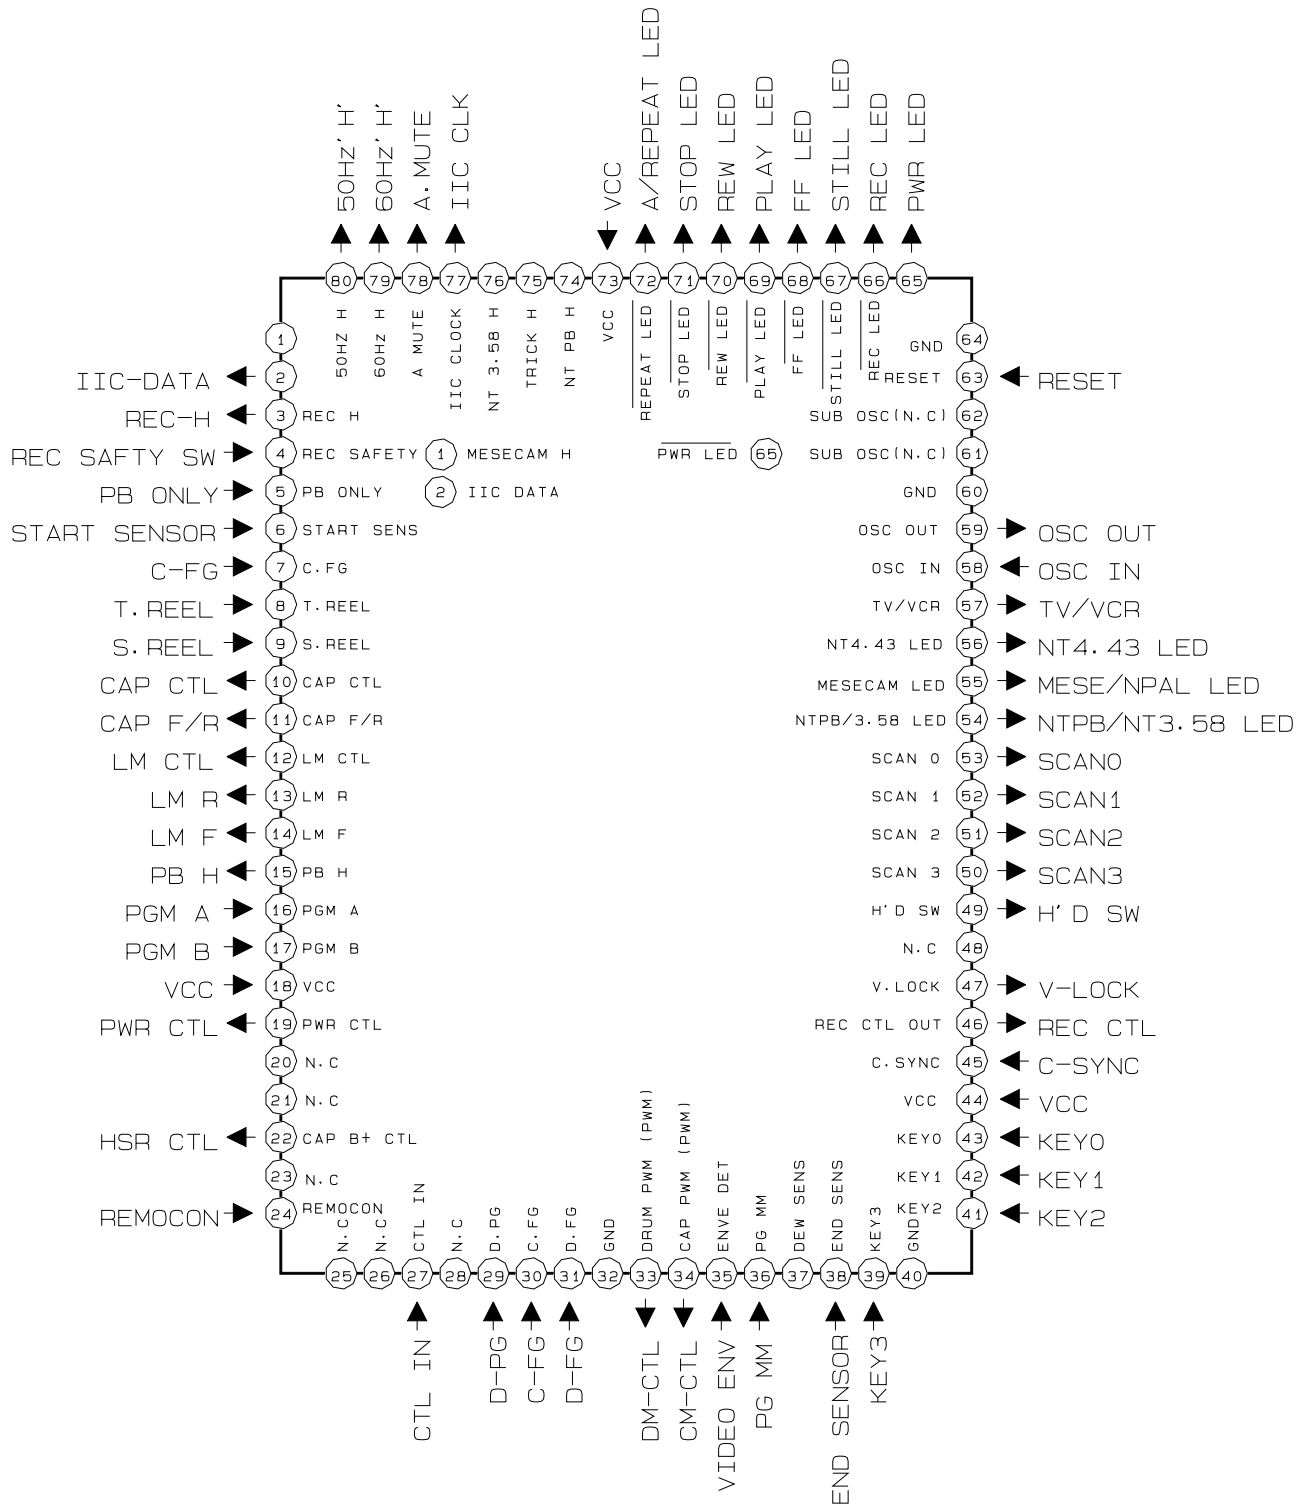 50HZ' H'
60HZ' H'
A.MUTE
IIC CLK
VCC
A/REPEAT LED
STOP LED
REW LED
PLAY LED
FF LED
STILL LED
REC LED
PWR LED
80
79
78
77
76
75
74
73
72
71
70
69
68
67
66
65
50HZ H
60HZ H
A MUTE
IIC CLOCK
NT 3.58 H
TRICK H
NT PB H
VCC
REPEAT LED
STOP LED
REW LED
PLAY LED
FF LED
STILL LED
REC LED
1
GND 64
IIC-DATA 2
RESET 63 RESET
REC-H 3 REC H
SUB OSC(N.C) 62
REC SAFTY SW 4 REC SAFETY 1 MESECAM H
PWR LED 65 SUB OSC(N.C) 61
PB ONLY 5 PB ONLY 2 IIC DATA
GND 60
START SENSOR 6 START SENS
OSC OUT 59 OSC OUT
C-FG 7 C.FG
OSC IN 58 OSC IN
T.REEL 8 T.REEL
TV/VCR 57 TV/VCR
S.REEL 9 S.REEL
NT4.43 LED 56 NT4.43 LED
CAP CTL 10 CAP CTL
MESECAM LED 55 MESE/NPAL LED
CAP F/R 11 CAP F/R
NTPB/3.58 LED 54 NTPB/NT3.58 LED
LM CTL 12 LM CTL
SCAN 0 53 SCAN0
LM R 13 LM R
SCAN 1 52 SCAN1
LM F 14 LM F
SCAN 2 51 SCAN2
PB H 15 PB H
SCAN 3 50 SCAN3
PGM A 16 PGM A
H'D SW 49 H'D SW
PGM B 17 PGM B
N.C 48
VCC 18 VCC
V.LOCK 47 V-LOCK
PWR CTL 19 PWR CTL
REC CTL OUT 46 REC CTL
20 N.C
C.SYNC 45 C-SYNC
21 N.C
VCC 44 VCC
HSR CTL 22 CAP B+ CTL
KEY0 43 KEY0
23 N.C
KEY1 42 KEY1
REMOCON 24 REMOCON
KEY2 41 KEY2
N.C
N.C
CTL IN
N.C
D.PG
C.FG
D.FG
GND
DRUM PWM (PWM)
CAP PWM (PWM)
ENVE DET
PG MM
DEW SENS
END SENS
KEY3
GND
25
26
27
28
29
30
31
32
33
34
35
36
37
38
39
40
CTL IN
D-PG
C-FG
D-FG
DM-CTL
CM-CTL
VIDEO ENV
PG MM
END SENSOR
KEY3